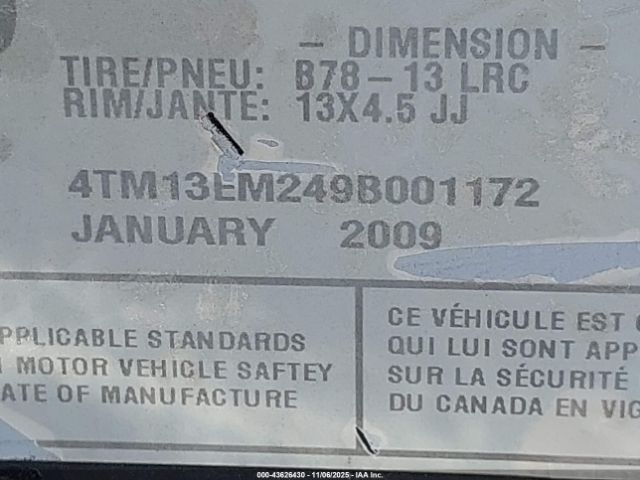 - DIMENSION -
TIRE/PNEU: B78-13 LRC
RIM/JANTE: 13X4.5 JJ
4TM13EM249B001172
JANUARY 2009
APPLICABLE STANDARDS
MOTOR VEHICLE SAFTEY
DATE OF MANUFACTURE
CE VÉHICULE EST
QUI LUI SONT APP
SUR LA SÉCURITÉ
DU CANADA EN VIG
000-43626430 - 11/06/2025 - IAA Inc.